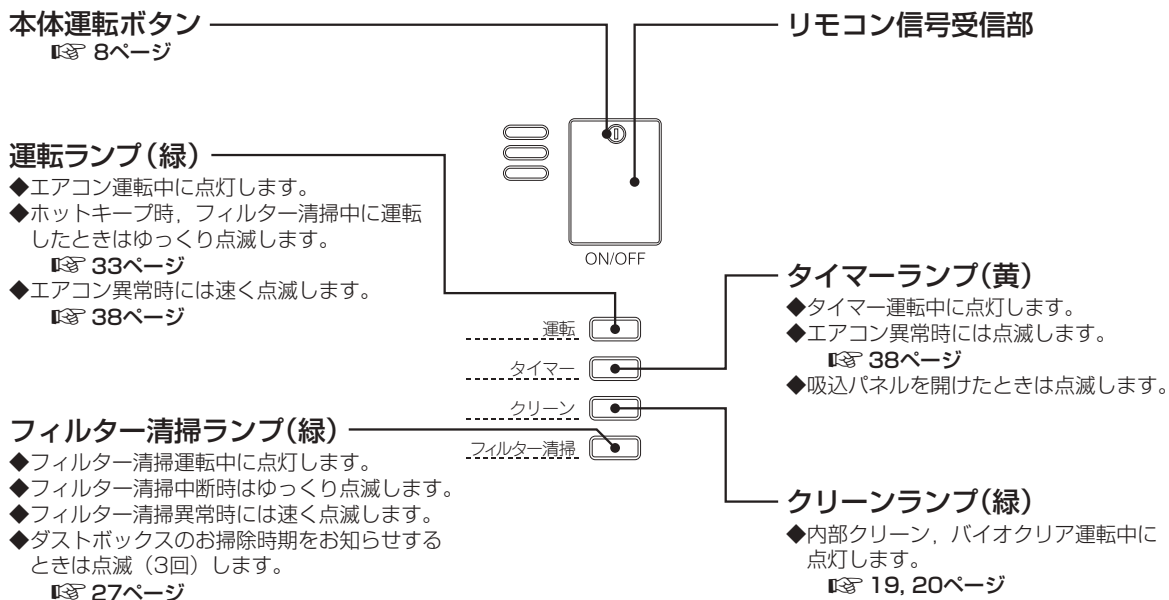 本体運転ボタン
☞ 8ページ
リモコン信号受信部
運転ランプ(緑)
◆エアコン運転中に点灯します。
◆ホットキープ時，フィルター清掃中に運転
したときはゆっくり点滅します。
☞ 33ページ
◆エアコン異常時には速く点滅します。
☞ 38ページ
ON/OFF
運転
タイマー
クリーン
フィルター清掃
タイマーランプ(黄)
◆タイマー運転中に点灯します。
◆エアコン異常時には点滅します。
☞ 38ページ
◆吸込パネルを開けたときは点滅します。
フィルター清掃ランプ(緑)
◆フィルター清掃運転中に点灯します。
◆フィルター清掃中断時はゆっくり点滅します。
◆フィルター清掃異常時には速く点滅します。
◆ダストボックスのお掃除時期をお知らせする
ときは点滅（3回）します。
☞ 27ページ
クリーンランプ(緑)
◆内部クリーン，バイオクリア運転中に
点灯します。
☞ 19, 20ページ